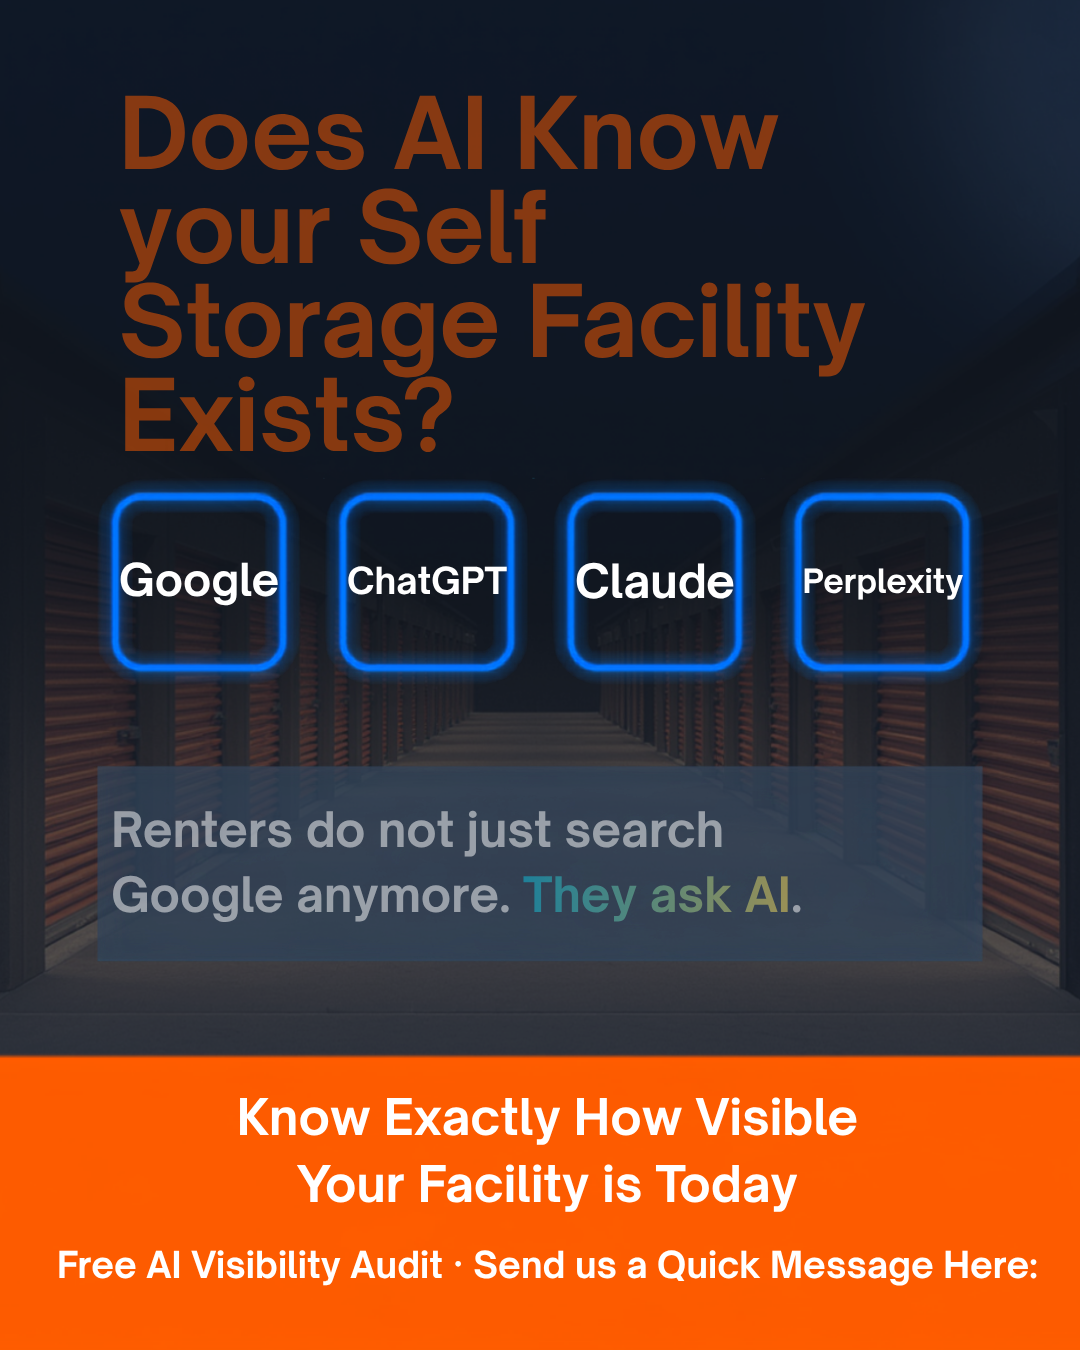 Does AI Know
your Self
Storage Facility
Exists?
Google
ChatGPT
Claude
Perplexity
Renters do not just search
Google anymore. They ask AI.
Know Exactly How Visible
Your Facility is Today
Free AI Visibility Audit · Send us a Quick Message Here: